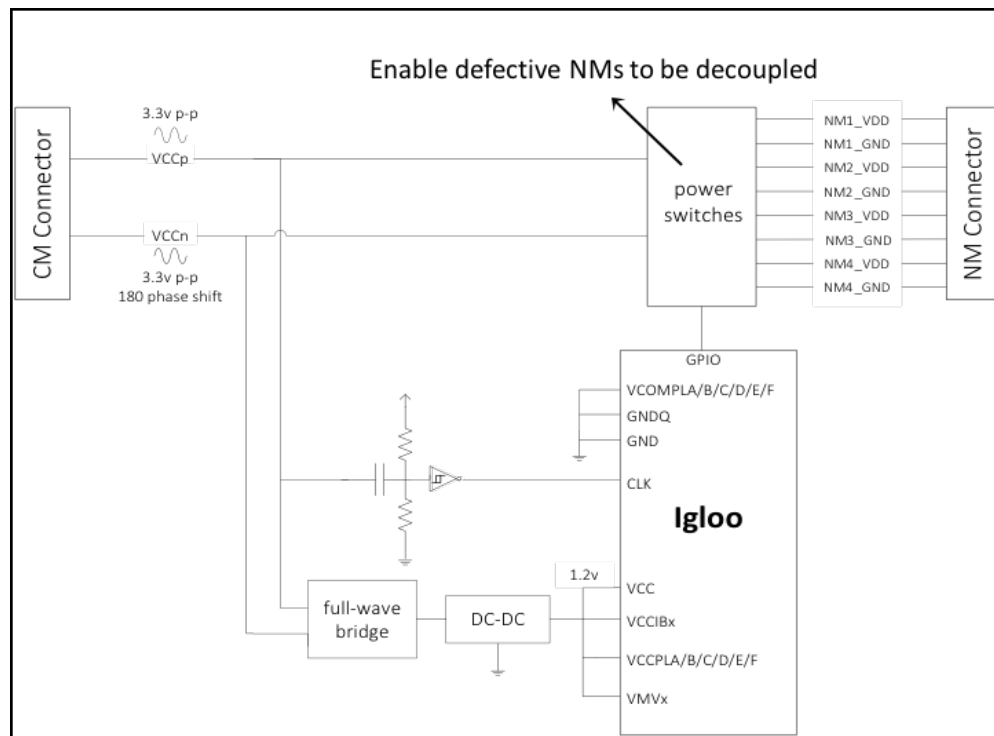 Enable defective NMs to be decoupled
CM Connector
3.3v p-p
VCCp
VCCn
3.3v p-p
180 phase shift
power
switches
NM1_VDD
NM1_GND
NM2_VDD
NM2_GND
NM3_VDD
NM3_GND
NM4_VDD
NM4_GND
NM Connector
GPIO
VCOMPLA/B/C/D/E/F
GNDQ
GND
CLK
Igloo
1.2v
VCC
VCCIBx
VCCPLA/B/C/D/E/F
VMVx
full-wave
bridge
DC-DC